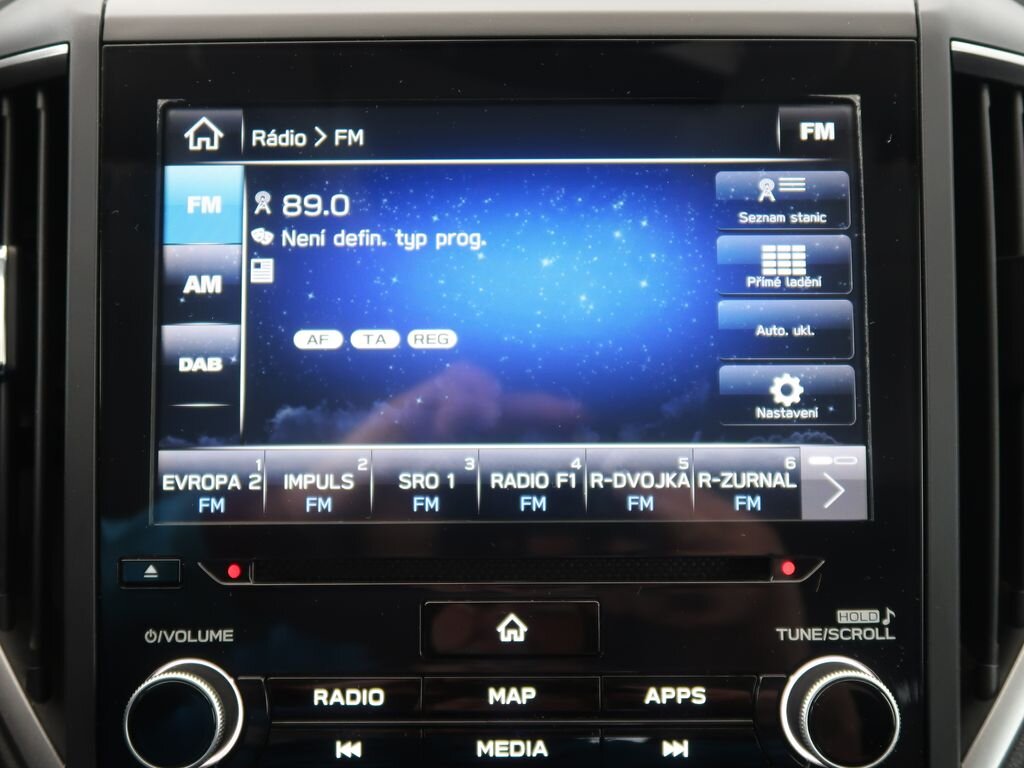 Rádio > FM
FM
FM
89.0
Není defin. typ prog.
Seznam stanic
AM
Přímé ladění
AF TA REG
Auto. ukl.
DAB
Nastavení
1 2 3 4 5 6
EVROPA 2 IMPULS SRO 1 RADIO F1 R-DVOJKA R-ZURNAL
FM FM FM FM FM FM
HOLD
/VOLUME
TUNE/SCROLL
RADIO MAP APPS
MEDIA